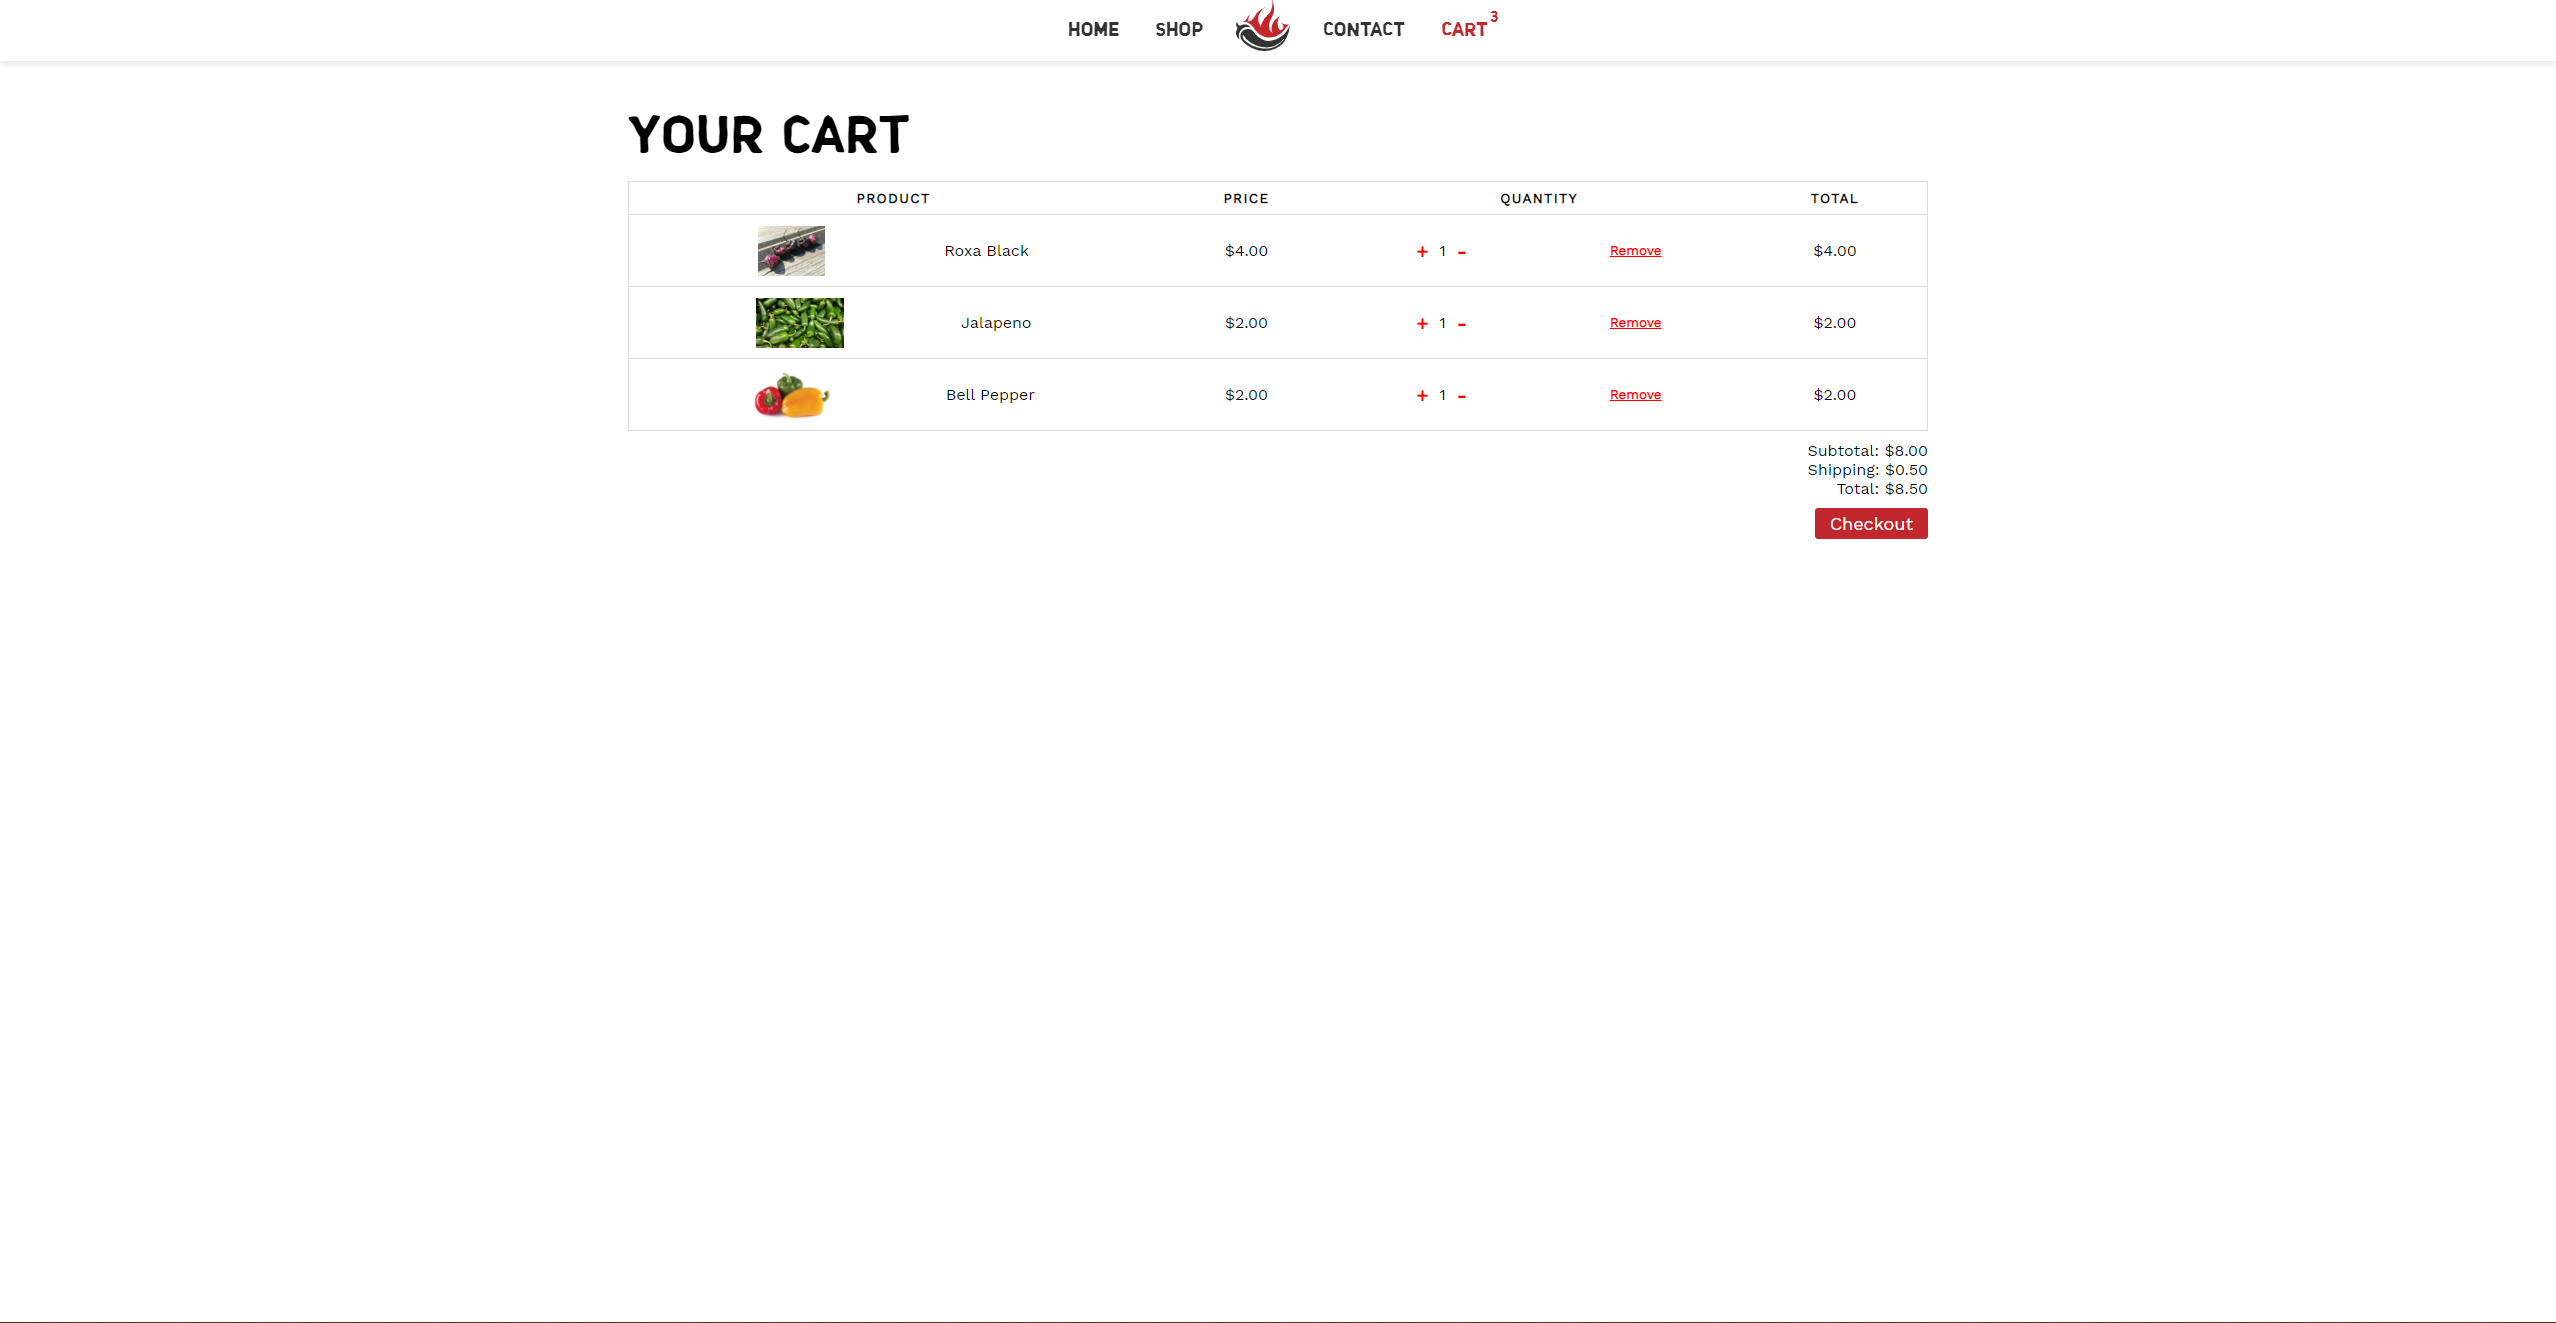 HOME SHOP CONTACT CART 3
YOUR CART
PRODUCT PRICE QUANTITY TOTAL
Roxa Black $4.00 + 1 - Remove $4.00
Jalapeno $2.00 + 1 - Remove $2.00
Bell Pepper $2.00 + 1 - Remove $2.00
Subtotal: $8.00
Shipping: $0.50
Total: $8.50
Checkout